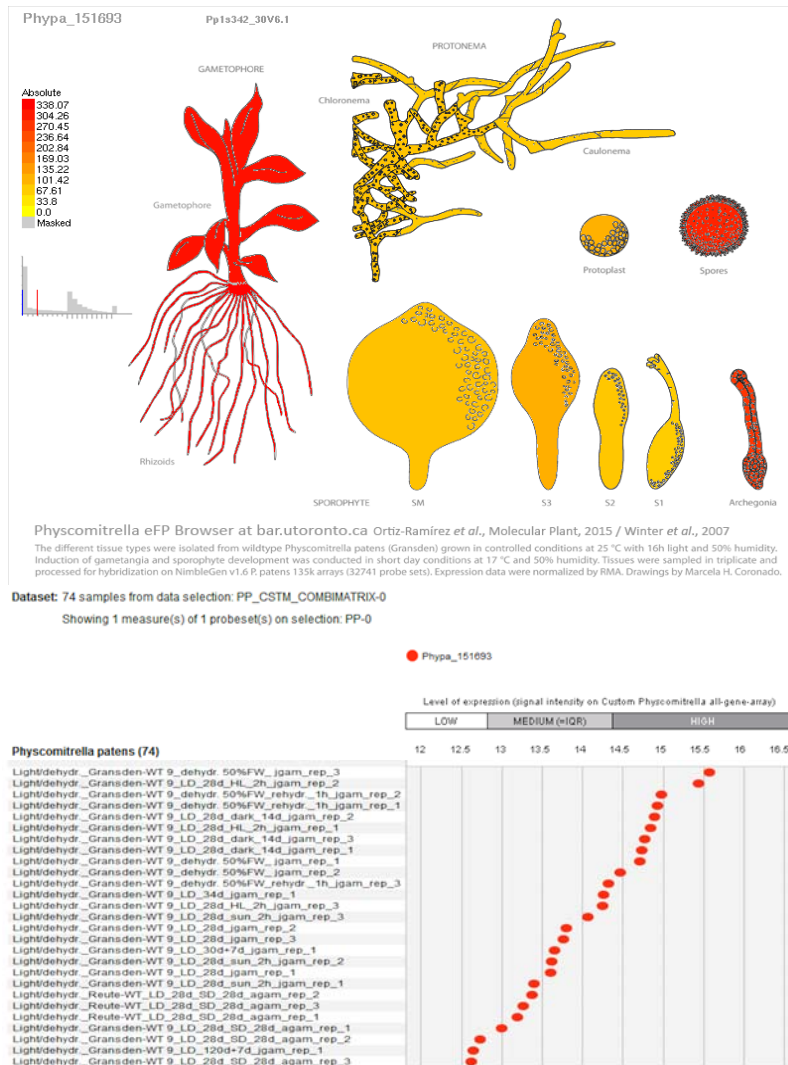 Phypa_151693
Pp1s342_30V6.1
PROTONEMA
GAMETOPHORE
Chloronema
Absolute
338.07
304.26
270.45
236.64
202.84
169.03
135.22
101.42
67.61
33.8
0.0
Masked
Caulonema
Gametophore
Protoplast
Spores
Rhizoids
SPOROPHYTE
SM
S3
S2
S1
Archegonia
Physcomitrella eFP Browser at bar.utoronto.ca Ortiz-Ramírez et al., Molecular Plant, 2015 / Winter et al., 2007
The different tissue types were isolated from wildtype Physcomitrella patens (Gransden) grown in controlled conditions at 25 °C with 16h light and 50% humidity.
Induction of gametangia and sporophyte development was conducted in short day conditions at 17 °C and 50% humidity. Tissues were sampled in triplicate and
processed for hybridization on NimbleGen v1.6 P. patens 135k arrays (32741 probe sets). Expression data were normalized by RMA. Drawings by Marcela H. Coronado.
Dataset: 74 samples from data selection: PP_CSTM_COMBIMATRIX-0
Showing 1 measure(s) of 1 probeset(s) on selection: PP-0
Phypa_151693
Level of expression (signal intensity on Custom Physcomitrella all-gene-array)
LOW MEDIUM (=IQR) HIGH
Physcomitrella patens (74) 12 12.5 13 13.5 14 14.5 15 15.5 16 16.5
Light/dehydr._Gransden-WT 9_dehydr. 50%FW_ jgam_rep_3
Light/dehydr._Gransden-WT 9_LD_28d_HL_2h_jgam_rep_2
Light/dehydr._Gransden-WT 9_dehydr. 50%FW_rehydr._1h_jgam_rep_2
Light/dehydr._Gransden-WT 9_dehydr. 50%FW_rehydr._1h_jgam_rep_1
Light/dehydr._Gransden-WT 9_LD_28d_dark_14d_jgam_rep_2
Light/dehydr._Gransden-WT 9_LD_28d_HL_2h_jgam_rep_1
Light/dehydr._Gransden-WT 9_LD_28d_dark_14d_jgam_rep_3
Light/dehydr._Gransden-WT 9_LD_28d_dark_14d_jgam_rep_1
Light/dehydr._Gransden-WT 9_dehydr. 50%FW_ jgam_rep_1
Light/dehydr._Gransden-WT 9_dehydr. 50%FW_ jgam_rep_2
Light/dehydr._Gransden-WT 9_dehydr. 50%FW_rehydr._1h_jgam_rep_3
Light/dehydr._Gransden-WT 9_LD_34d_jgam_rep_1
Light/dehydr._Gransden-WT 9_LD_28d_HL_2h_jgam_rep_3
Light/dehydr._Gransden-WT 9_LD_28d_sun_2h_jgam_rep_3
Light/dehydr._Gransden-WT 9_LD_28d_jgam_rep_2
Light/dehydr._Gransden-WT 9_LD_28d_jgam_rep_3
Light/dehydr._Gransden-WT 9_LD_30d+7d_jgam_rep_1
Light/dehydr._Gransden-WT 9_LD_28d_sun_2h_jgam_rep_2
Light/dehydr._Gransden-WT 9_LD_28d_jgam_rep_1
Light/dehydr._Gransden-WT 9_LD_28d_sun_2h_jgam_rep_1
Light/dehydr._Reute-WT_LD_28d_SD_28d_agam_rep_2
Light/dehydr._Reute-WT_LD_28d_SD_28d_agam_rep_3
Light/dehydr._Reute-WT_LD_28d_SD_28d_agam_rep_1
Light/dehydr._Gransden-WT 9_LD_28d_SD_28d_agam_rep_1
Light/dehydr._Gransden-WT 9_LD_28d_SD_28d_agam_rep_2
Light/dehydr._Gransden-WT 9_LD_120d+7d_jgam_rep_1
Light/dehydr._Gransden-WT 9_LD_28d_SD_28d_agam_rep_3